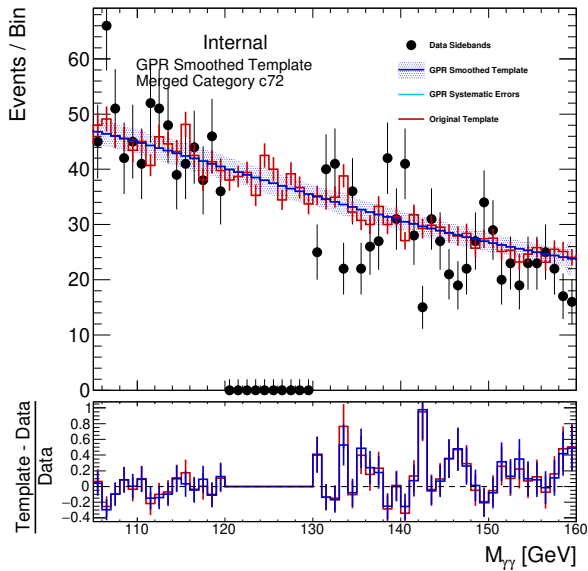 Events / Bin
Internal
GPR Smoothed Template
Merged Category c72
Data Sidebands
GPR Smoothed Template
GPR Systematic Errors
Original Template
60
50
40
30
20
10
0
Template - Data
Data
1
0.8
0.6
0.4
0.2
0
−0.2
−0.4
110 120 130 140 150 160
Mγγ [GeV]